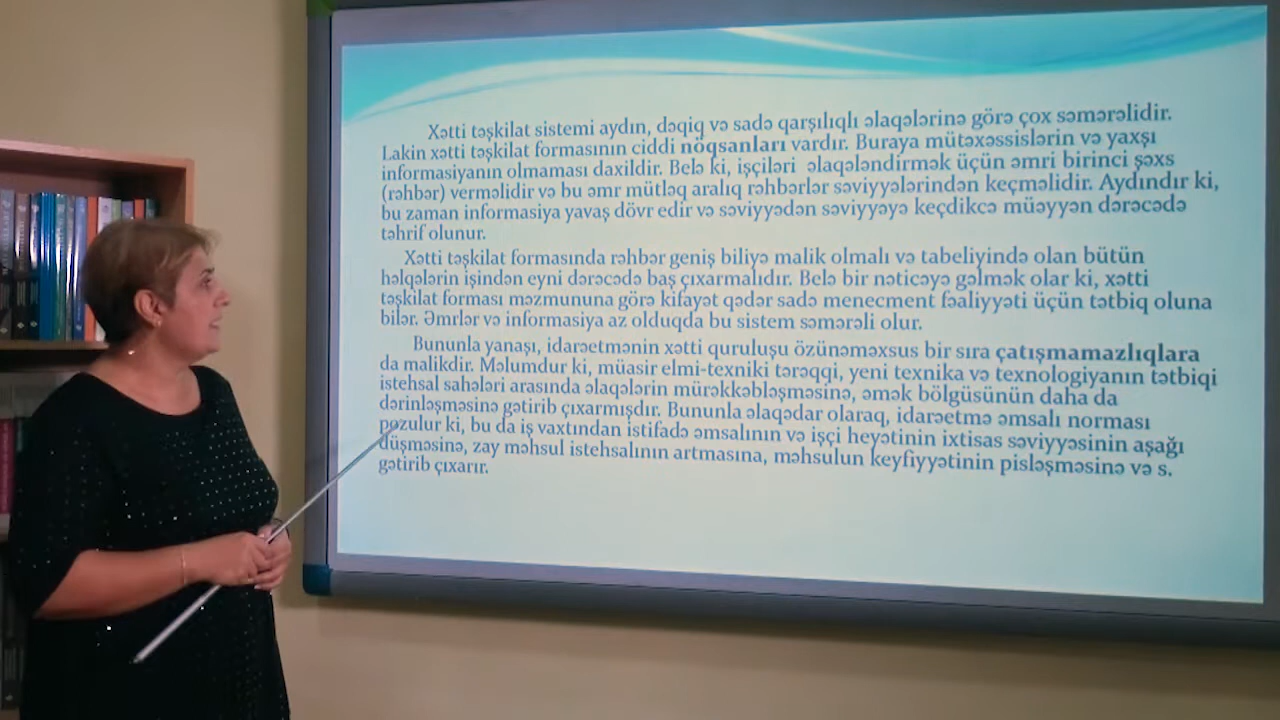 Xətti təşkilat sistemi aydın, dəqiq və sadə qarşılıqlı əlaqələrinə görə çox səmərəlidir.
Lakin xətti təşkilat formasının ciddi nöqsanları vardır. Buraya mütəxəssislərin və yaxşı
informasiyanın olmaması daxildir. Belə ki, işçiləri əlaqələndirmək üçün əmri birinci şəxs
(rəhbər) verməlidir və bu əmr mütləq aralıq rəhbərlər səviyyələrindən keçməlidir. Aydındır ki,
bu zaman informasiya yavaş dövr edir və səviyyədən səviyyəyə keçdikcə müəyyən dərəcədə
təhrif olunur.
Xətti təşkilat formasında rəhbər geniş biliyə malik olmalı və tabeliyində olan bütün
həlqələrin işindən eyni dərəcədə baş çıxarmalıdır. Belə bir nəticəyə gəlmək olar ki, xətti
təşkilat forması məzmununa görə kifayət qədər sadə menecment fəaliyyəti üçün tətbiq oluna
bilər. Əmrlər və informasiya az olduqda bu sistem səmərəli olur.
Bununla yanaşı, idarəetmənin xətti quruluşu özünəməxsus bir sıra çatışmamazlıqlara
da malikdir. Məlumdur ki, müasir elmi-texniki tərəqqi, yeni texnika və texnologiyanın tətbiqi
istehsal sahələri arasında əlaqələrin mürəkkəbləşməsinə, əmək bölgüsünün daha da
dərinləşməsinə gətirib çıxarmışdır. Bununla əlaqədar olaraq, idarəetmə əmsalı norması
pozulur ki, bu da iş vaxtından istifadə əmsalının və işçi heyətinin ixtisas səviyyəsinin aşağı
düşməsinə, zay məhsul istehsalının artmasına, məhsulun keyfiyyətinin pisləşməsinə və s.
gətirib çıxarır.